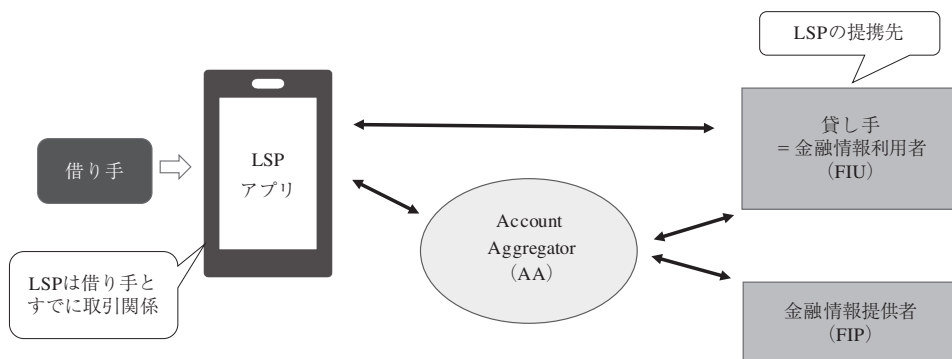 LSPの提携先
貸し手
= 金融情報利用者
（FIU）
借り手
LSP
アプリ
Account
Aggregator
（AA）
LSPは借り手と
すでに取引関係
金融情報提供者
（FIP）